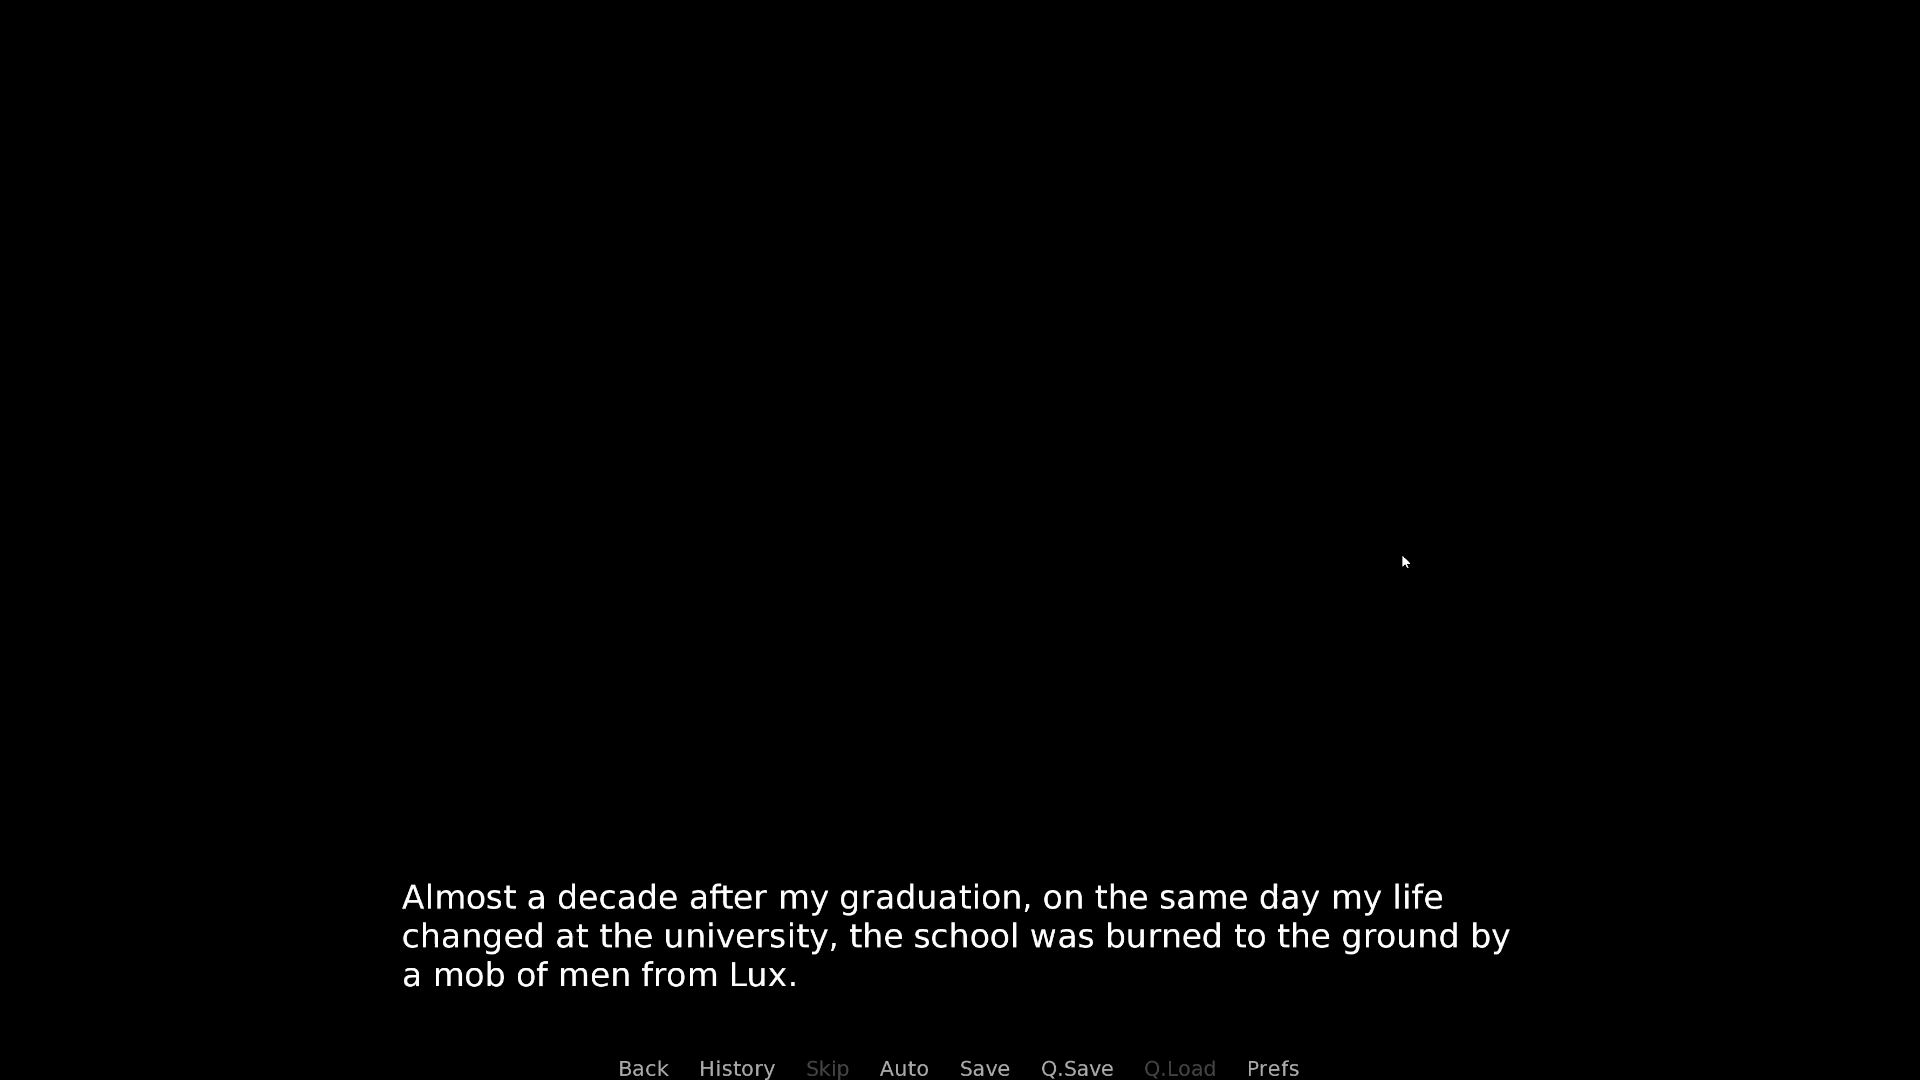 Almost a decade after my graduation, on the same day my life
changed at the university, the school was burned to the ground by
a mob of men from Lux.
Back History Skip Auto Save Q.Save Q.Load Prefs